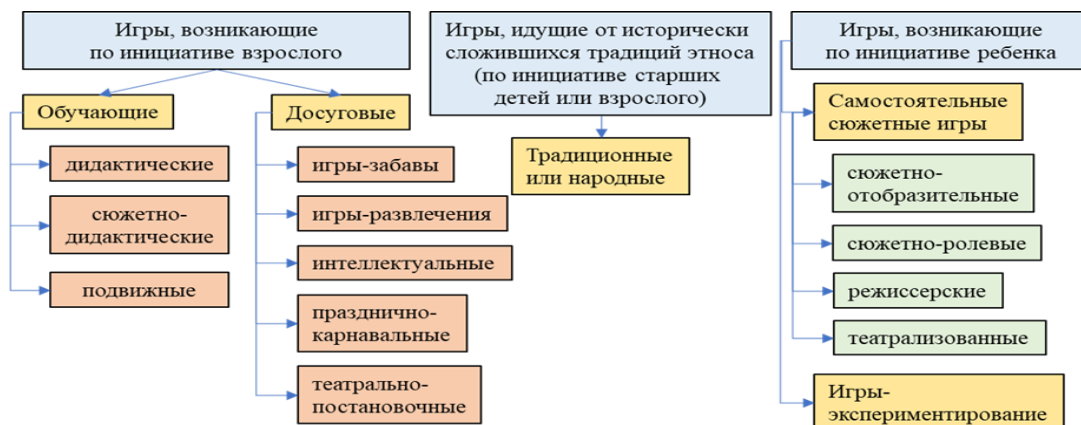 Игры, возникающие
по инициативе взрослого
Обучающие
дидактические
сюжетно-
дидактические
подвижные
Досуговые
игры-забавы
игры-развлечения
интеллектуальные
празднично-
карнавальные
театрально-
постановочные
Игры, идущие от исторически
сложившихся традиций этноса
(по инициативе старших
детей или взрослого)
Традиционные
или народные
Игры, возникающие
по инициативе ребенка
Самостоятельные
сюжетные игры
сюжетно-
отобразительные
сюжетно-ролевые
режиссерские
театрализованные
Игры-
экспериментирование